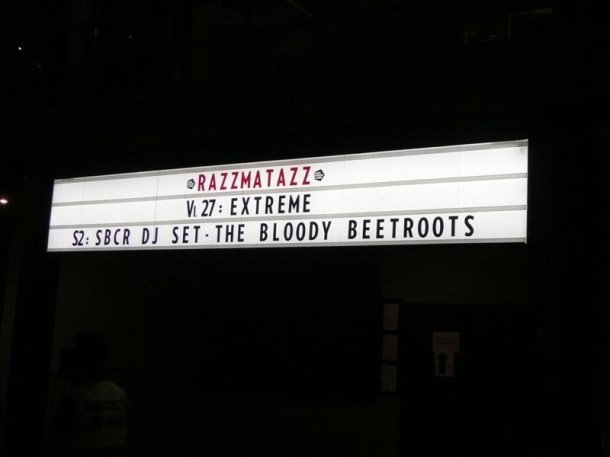 RAZZMATAZZ
Vi 27: EXTREME
S2: SBCR DJ SET · THE BLOODY BEETROOTS